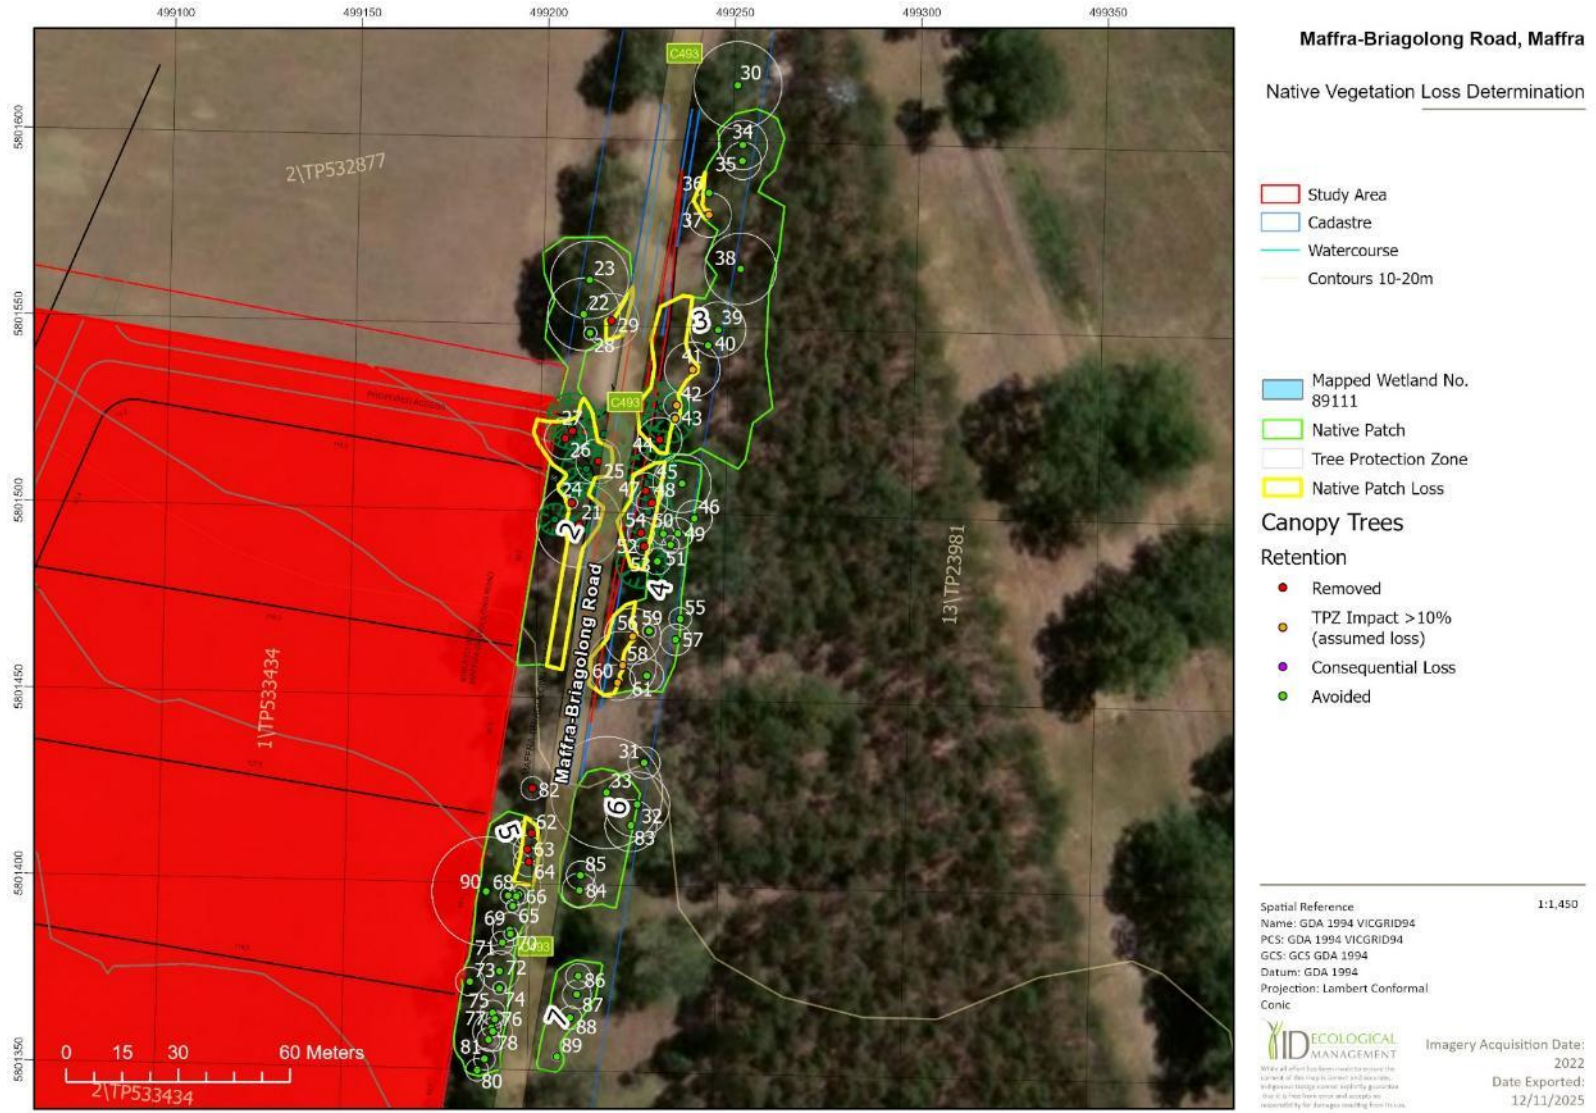 499100
499150
499200
499250
499300
499350
Maffra-Briagolong Road, Maffra
Native Vegetation Loss Determination
Study Area
Cadastre
Watercourse
Contours 10-20m
Mapped Wetland No.
89111
Native Patch
Tree Protection Zone
Native Patch Loss
Canopy Trees
Retention
Removed
TPZ Impact >10%
(assumed loss)
Consequential Loss
Avoided
Spatial Reference
1:1,450
Name: GDA 1994 VICGRID94
PCS: GDA 1994 VICGRID94
GCS: GCS GDA 1994
Datum: GDA 1994
Projection: Lambert Conformal
Conic
ID ECOLOGICAL
MANAGEMENT
Imagery Acquisition Date:
2022
Date Exported:
12/11/2025
5801600
5801550
5801500
5801450
5801400
5801350
C493
30
34
35
36
37
38
2\TP532877
23
22
29
28
3
39
40
41
42
43
C493
27
26
25
24
21
2
44
45
47
48
46
54
50
49
52
51
53
4
55
59
56
57
58
60
61
Maffra-Briagolong Road
13\TP23981
1\TP533434
31
33
6
32
83
82
5
62
63
64
85
84
90
68
66
65
69
70
71
C493
73
72
74
75
76
77
78
81
80
86
87
7
88
89
0 15 30 60 Meters
2\TP533434